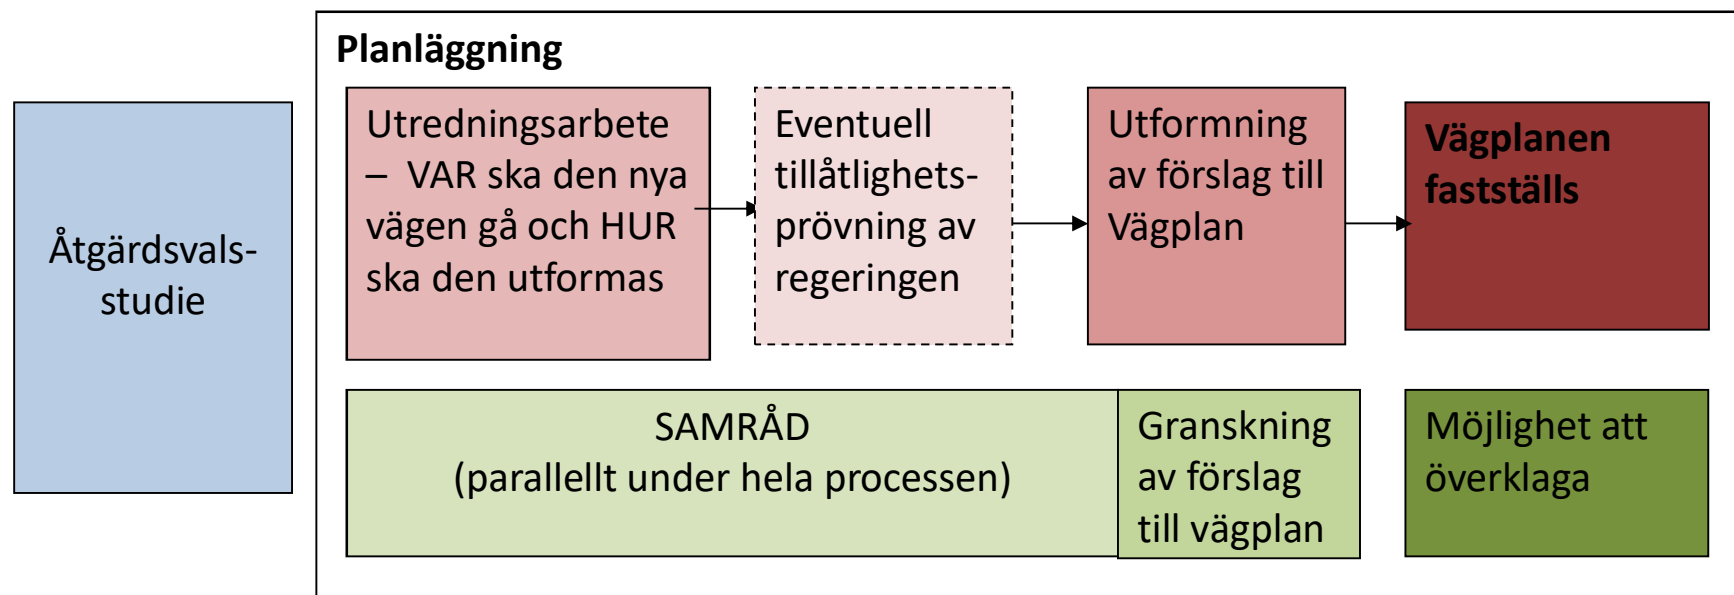 Åtgärdsvals-
studie
Planläggning
Utredningsarbete
– VAR ska den nya
vägen gå och HUR
ska den utformas
Eventuell
tillåtlighets-
prövning av
regeringen
Utformning
av förslag till
Vägplan
Vägplanen
fastställs
SAMRÅD
(parallellt under hela processen)
Granskning
av förslag
till vägplan
Möjlighet att
överklaga